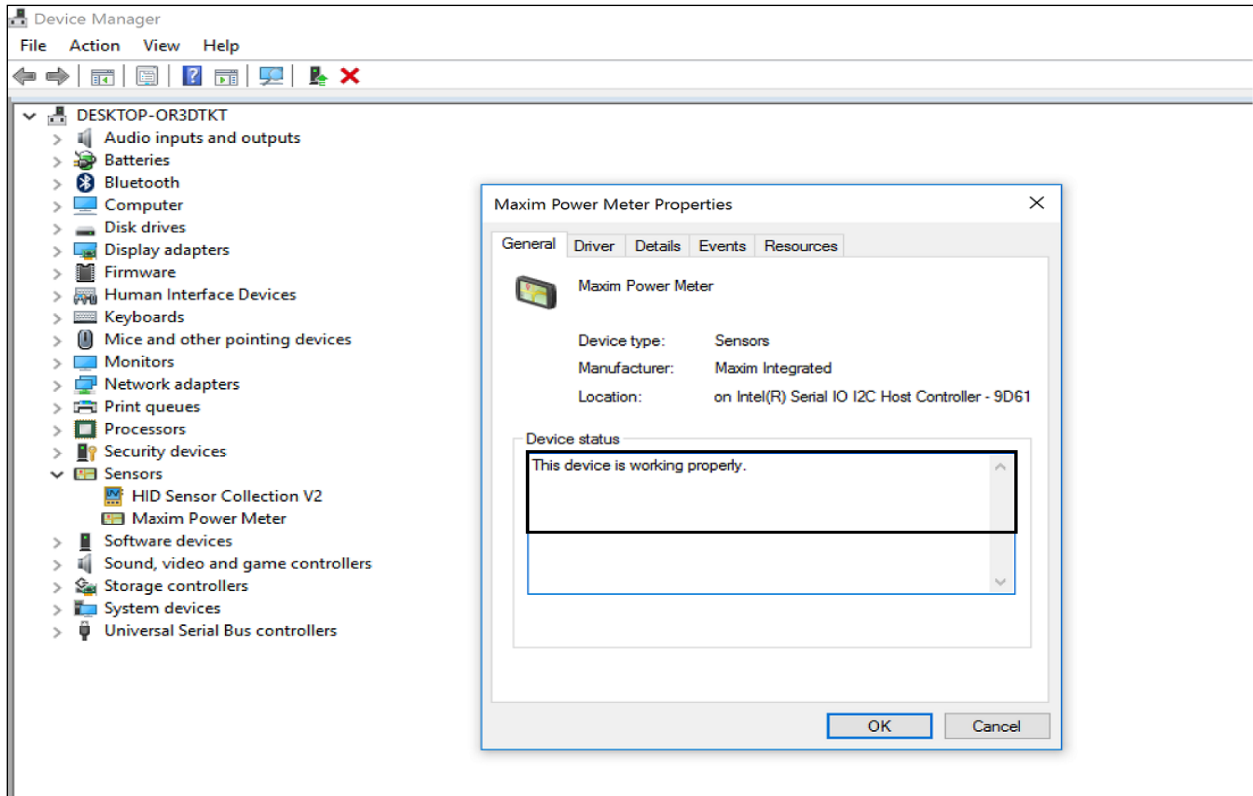 Device Manager
File Action View Help
DESKTOP-OR3DTKT
Audio inputs and outputs
Batteries
Bluetooth
Computer
Disk drives
Display adapters
Firmware
Human Interface Devices
Keyboards
Mice and other pointing devices
Monitors
Network adapters
Print queues
Processors
Security devices
Sensors
HID Sensor Collection V2
Maxim Power Meter
Software devices
Sound, video and game controllers
Storage controllers
System devices
Universal Serial Bus controllers
Maxim Power Meter Properties
General Driver Details Events Resources
Maxim Power Meter
Device type: Sensors
Manufacturer: Maxim Integrated
Location: on Intel(R) Serial IO I2C Host Controller - 9D61
Device status
This device is working properly.
OK Cancel